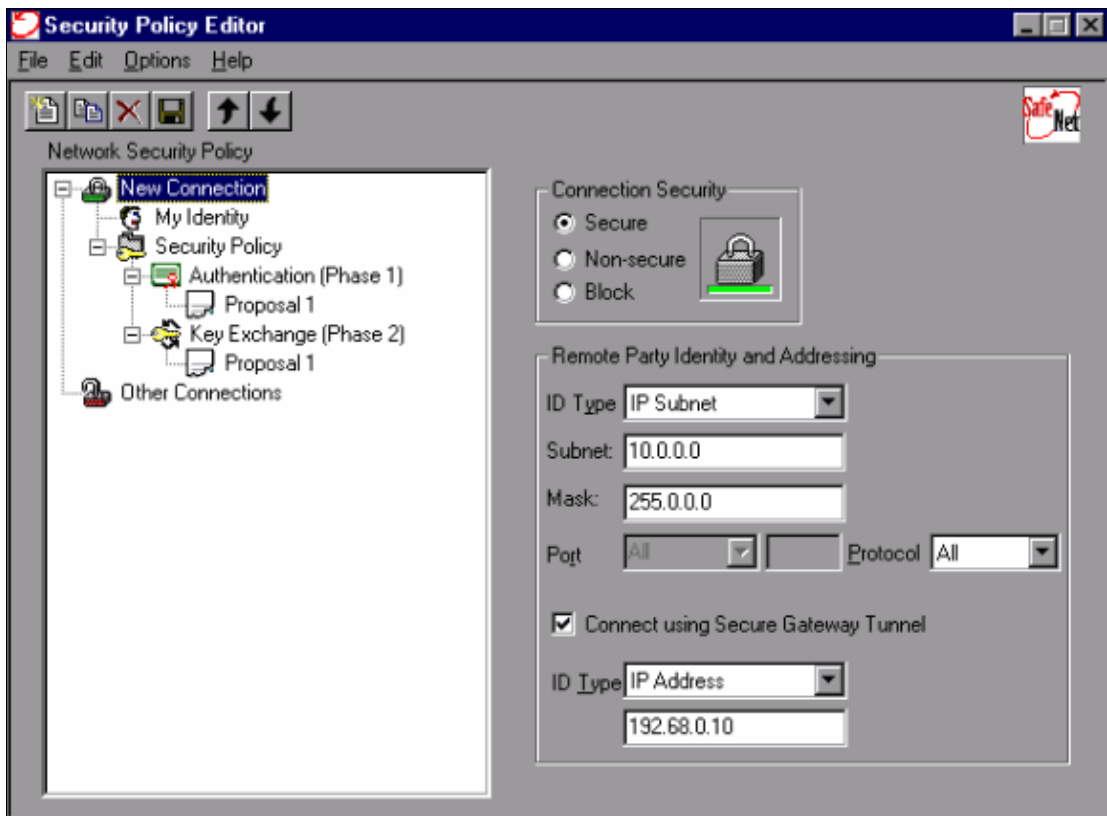 Security Policy Editor
File Edit Options Help
Safe Net
Network Security Policy
New Connection
My Identity
Security Policy
Authentication (Phase 1)
Proposal 1
Key Exchange (Phase 2)
Proposal 1
Other Connections
Connection Security
Secure
Non-secure
Block
Remote Party Identity and Addressing
ID Type IP Subnet
Subnet: 10.0.0.0
Mask: 255.0.0.0
Port All Protocol All
Connect using Secure Gateway Tunnel
ID Type IP Address
192.68.0.10